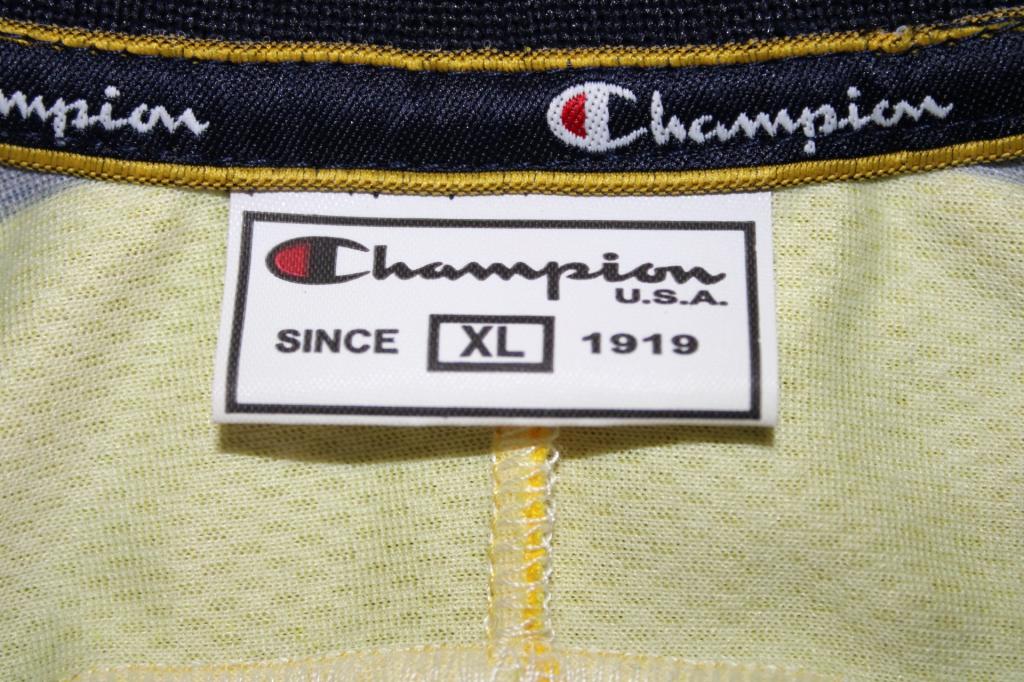 mpion Champion
Champion
U.S.A.
SINCE XL 1919